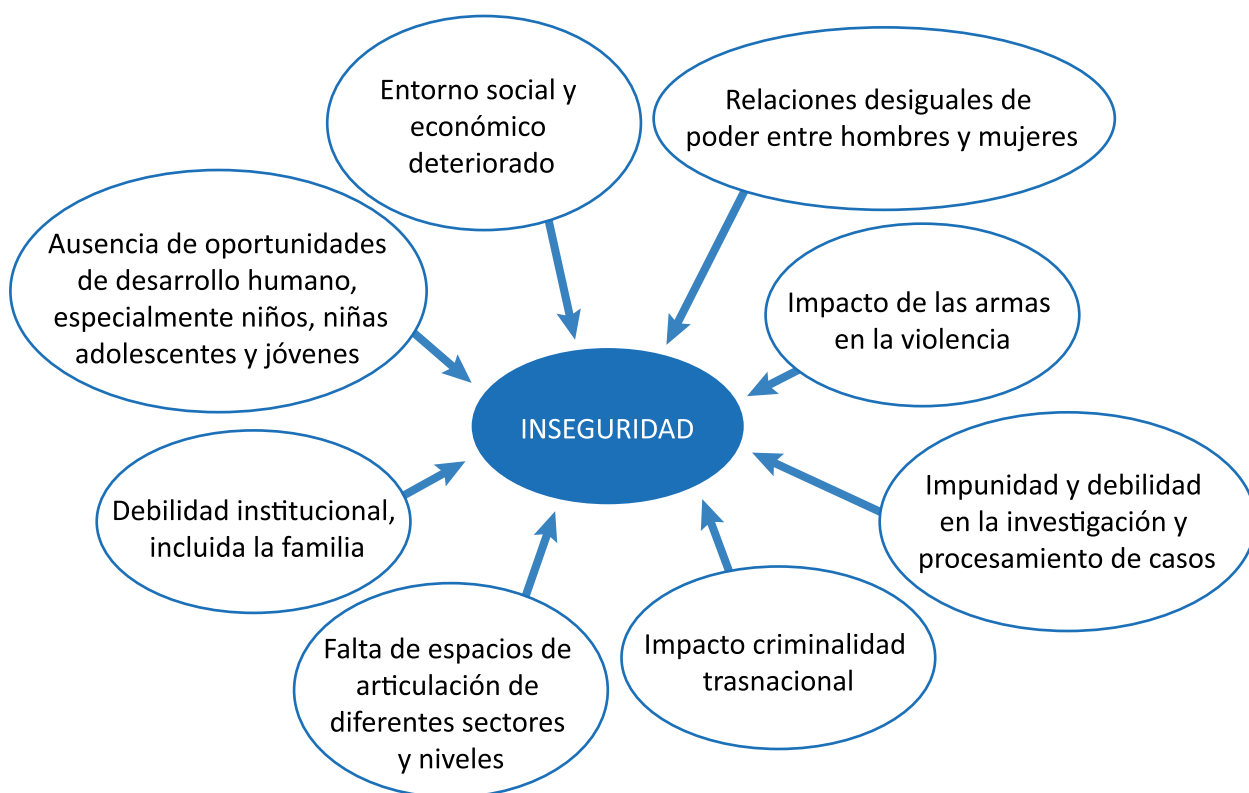 Entorno social y
económico
deteriorado
Relaciones desiguales de
poder entre hombres y mujeres
Ausencia de oportunidades
de desarrollo humano,
especialmente niños, niñas
adolescentes y jóvenes
Impacto de las armas
en la violencia
INSEGURIDAD
Debilidad institucional,
incluida la familia
Impunidad y debilidad
en la investigación y
procesamiento de casos
Falta de espacios de
articulación de
diferentes sectores
y niveles
Impacto criminalidad
trasnacional